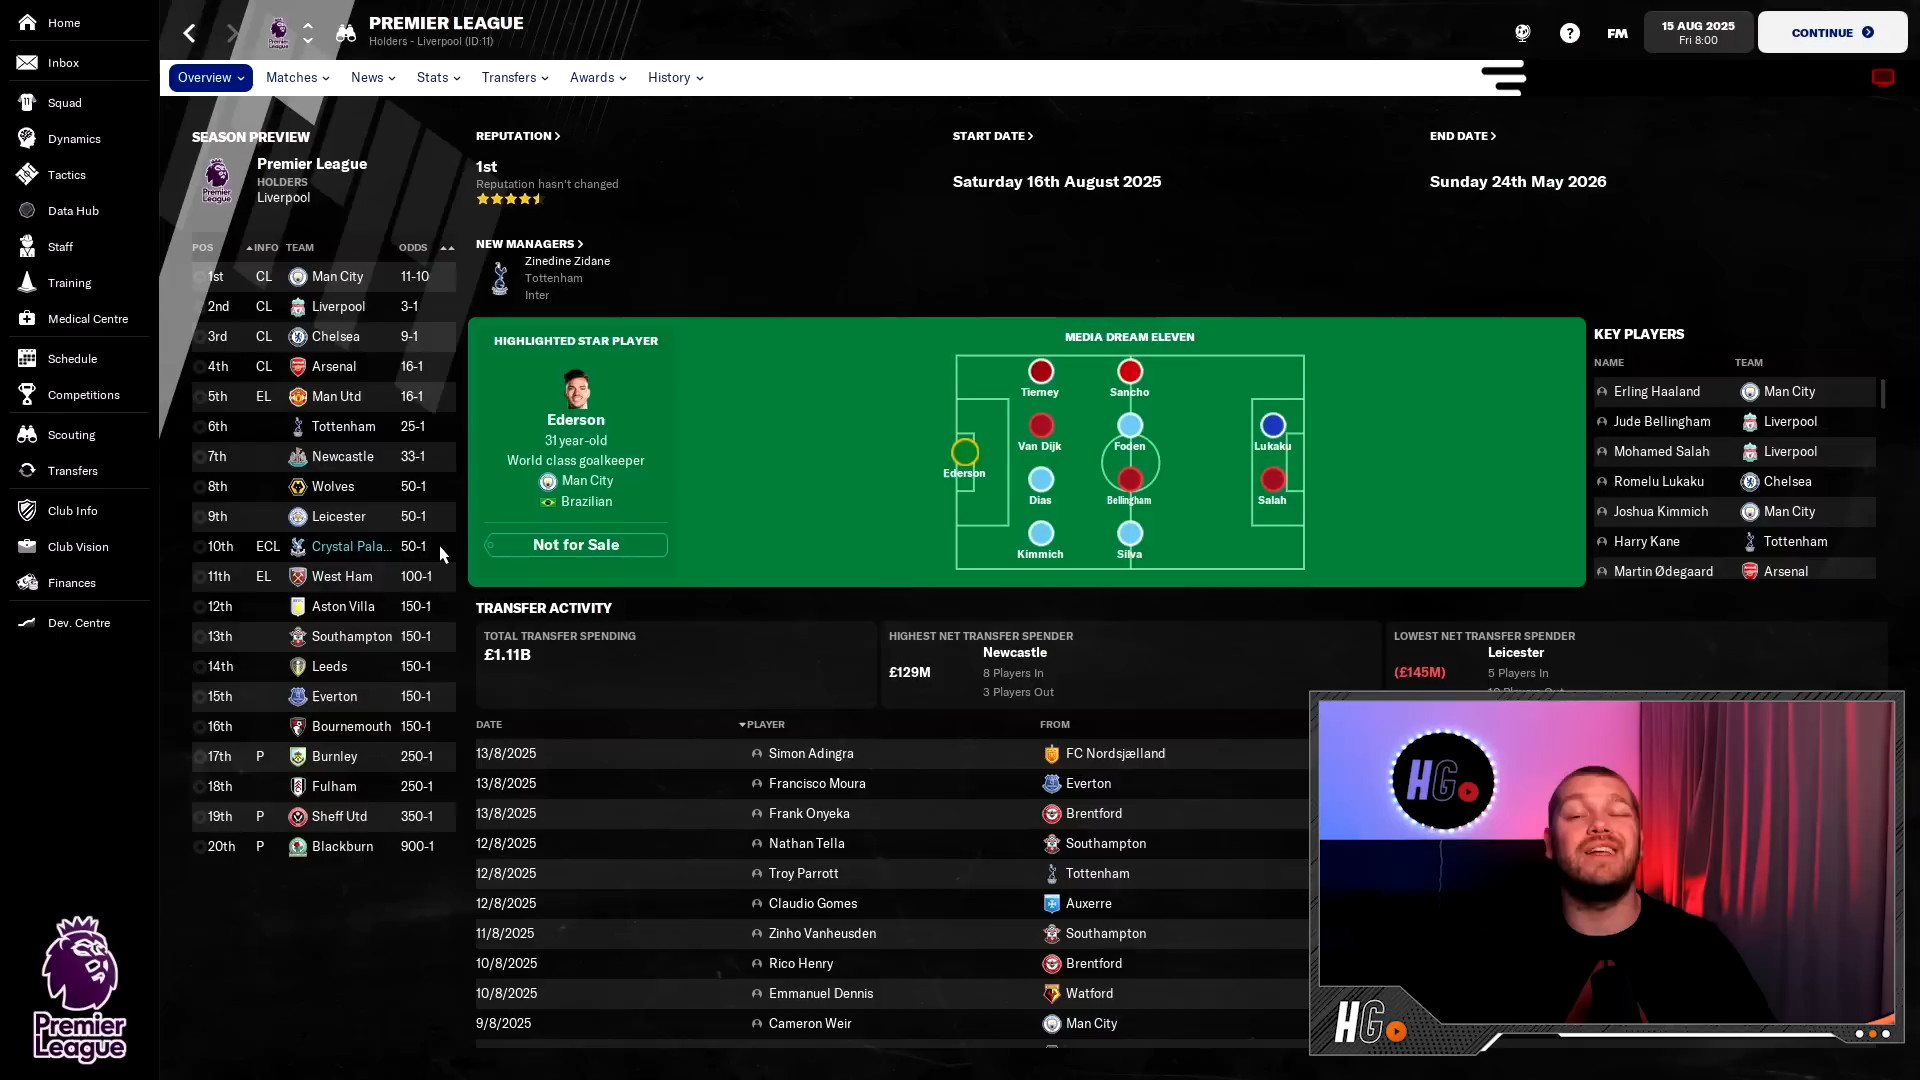 Home
Inbox
Squad
Dynamics
Tactics
Data Hub
Staff
Training
Medical Centre
Schedule
Competitions
Scouting
Transfers
Club Info
Club Vision
Finances
Dev. Centre
Premier League
PREMIER LEAGUE
Holders - Liverpool (ID:11)
FM
15 AUG 2025
Fri 8:00
CONTINUE
Overview Matches News Stats Transfers Awards History
SEASON PREVIEW
Premier League
HOLDERS
Liverpool
POS INFO TEAM ODDS
1st CL Man City 11-10
2nd CL Liverpool 3-1
3rd CL Chelsea 9-1
4th CL Arsenal 16-1
5th EL Man Utd 16-1
6th Tottenham 25-1
7th Newcastle 33-1
8th Wolves 50-1
9th Leicester 50-1
10th ECL Crystal Pala... 50-1
11th EL West Ham 100-1
12th Aston Villa 150-1
13th Southampton 150-1
14th Leeds 150-1
15th Everton 150-1
16th Bournemouth 150-1
17th P Burnley 250-1
18th Fulham 250-1
19th P Sheff Utd 350-1
20th P Blackburn 900-1
REPUTATION >
1st
Reputation hasn't changed
START DATE >
Saturday 16th August 2025
END DATE >
Sunday 24th May 2026
NEW MANAGERS >
Zinedine Zidane
Tottenham
Inter
HIGHLIGHTED STAR PLAYER
Ederson
31 year-old
World class goalkeeper
Man City
Brazilian
Not for Sale
MEDIA DREAM ELEVEN
Tierney Sancho
Van Dijk Foden Lukaku
Ederson
Dias Bellingham Salah
Kimmich Silva
KEY PLAYERS
NAME TEAM
Erling Haaland Man City
Jude Bellingham Liverpool
Mohamed Salah Liverpool
Romelu Lukaku Chelsea
Joshua Kimmich Man City
Harry Kane Tottenham
Martin Ødegaard Arsenal
TRANSFER ACTIVITY
TOTAL TRANSFER SPENDING
£1.11B
HIGHEST NET TRANSFER SPENDER
Newcastle
£129M 8 Players In
3 Players Out
LOWEST NET TRANSFER SPENDER
Leicester
(£145M) 5 Players In
DATE PLAYER FROM
13/8/2025 Simon Adingra FC Nordsjælland
13/8/2025 Francisco Moura Everton
13/8/2025 Frank Onyeka Brentford
12/8/2025 Nathan Tella Southampton
12/8/2025 Troy Parrott Tottenham
12/8/2025 Claudio Gomes Auxerre
11/8/2025 Zinho Vanheusden Southampton
10/8/2025 Rico Henry Brentford
10/8/2025 Emmanuel Dennis Watford
9/8/2025 Cameron Weir Man City
HG
HG